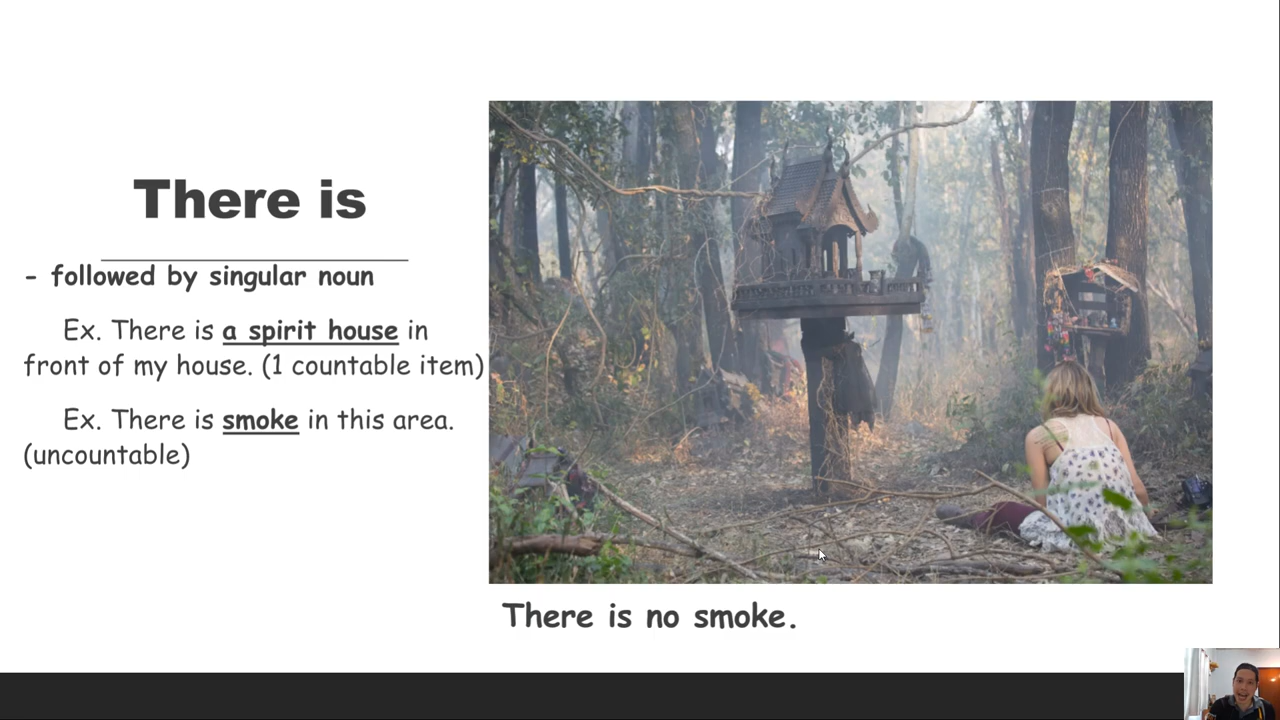 There is
- followed by singular noun
Ex. There is a spirit house in
front of my house. (1 countable item)
Ex. There is smoke in this area.
(uncountable)
There is no smoke.